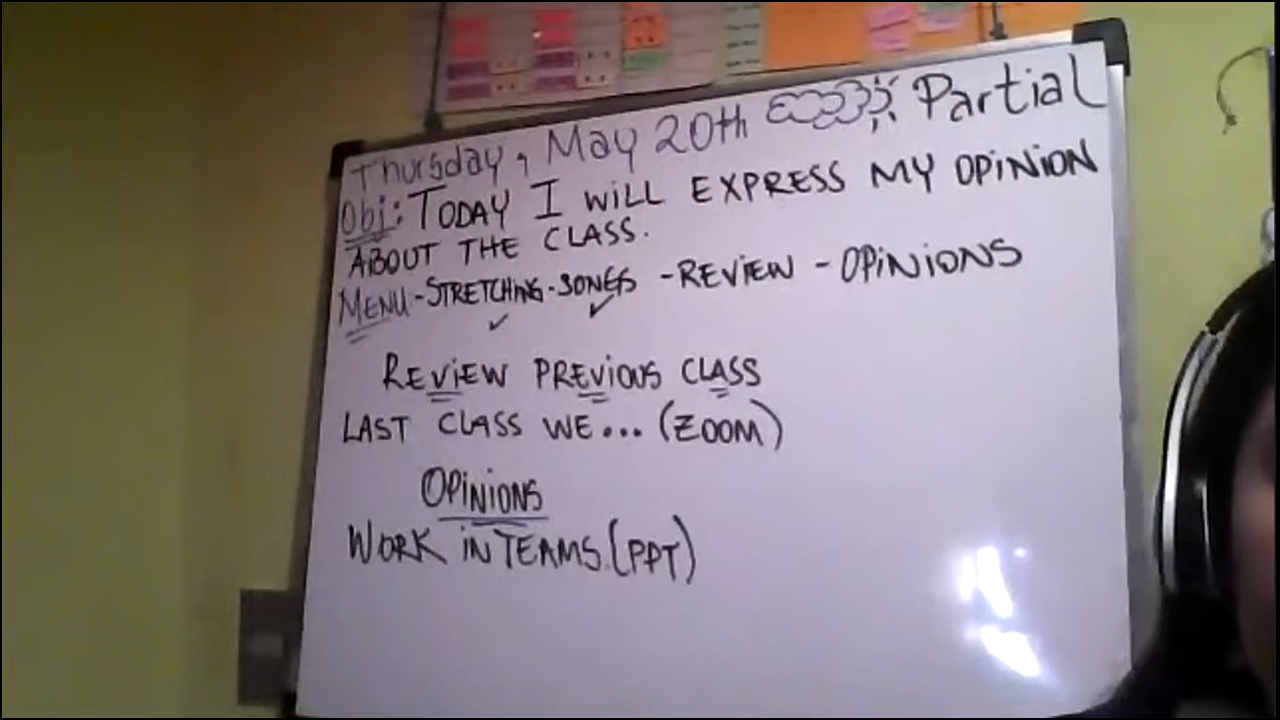 Thursday, May 20th Partial
Obj: TODAY I WILL EXPRESS MY OPINION
ABOUT THE CLASS.
MENU - STRETCHING - SONGS - REVIEW - OPINIONS
REVIEW PREVIOUS CLASS
LAST CLASS WE... (ZOOM)
OPINIONS
WORK IN TEAMS. (PPT)